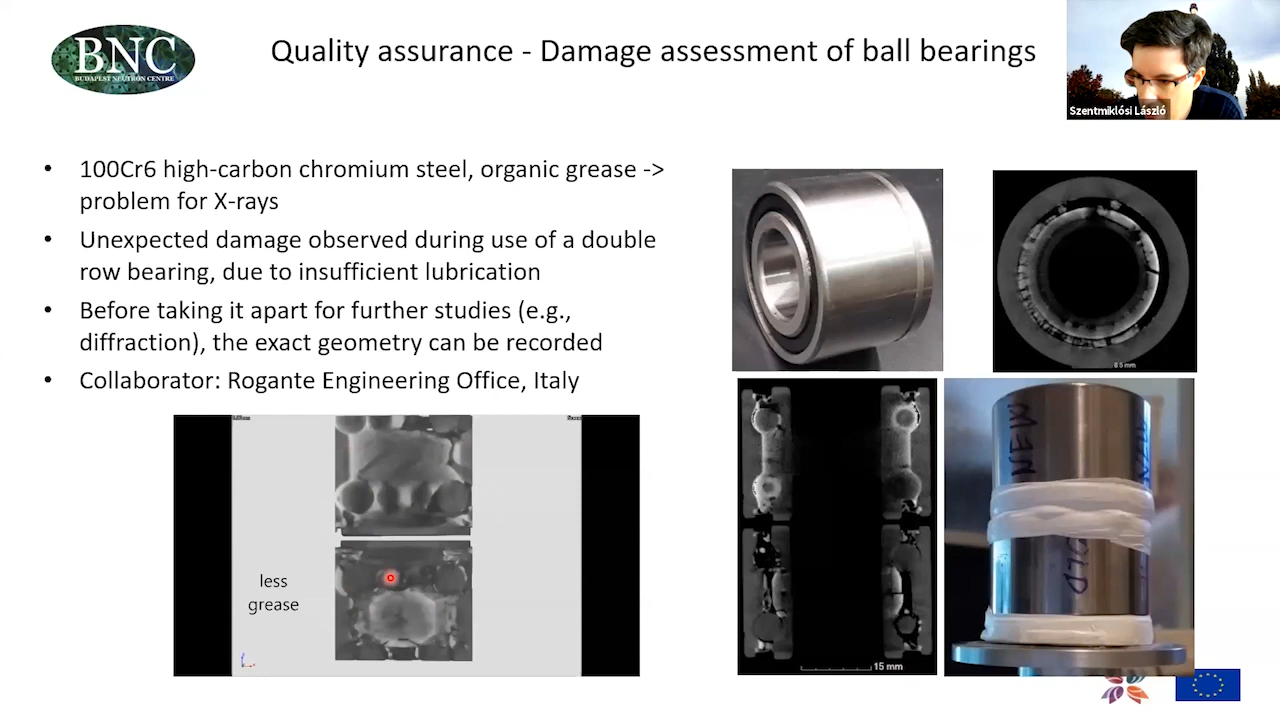 BNC
BUDAPEST NEUTRON CENTRE
Quality assurance - Damage assessment of ball bearings
Szentmiklósi László
• 100Cr6 high-carbon chromium steel, organic grease ->
problem for X-rays
• Unexpected damage observed during use of a double
row bearing, due to insufficient lubrication
• Before taking it apart for further studies (e.g.,
diffraction), the exact geometry can be recorded
• Collaborator: Rogante Engineering Office, Italy
less
grease
15 mm
NEW
OLD